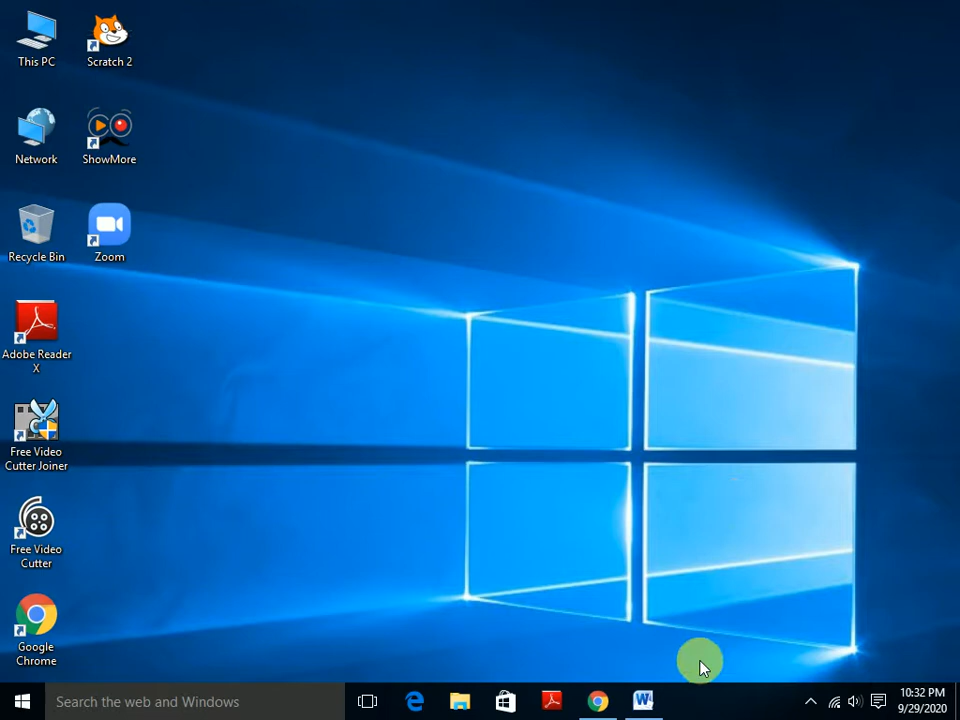 This PC
Scratch 2
Network
ShowMore
Recycle Bin
Zoom
Adobe Reader
X
Free Video
Cutter Joiner
Free Video
Cutter
Google
Chrome
Search the web and Windows
10:32 PM
9/29/2020